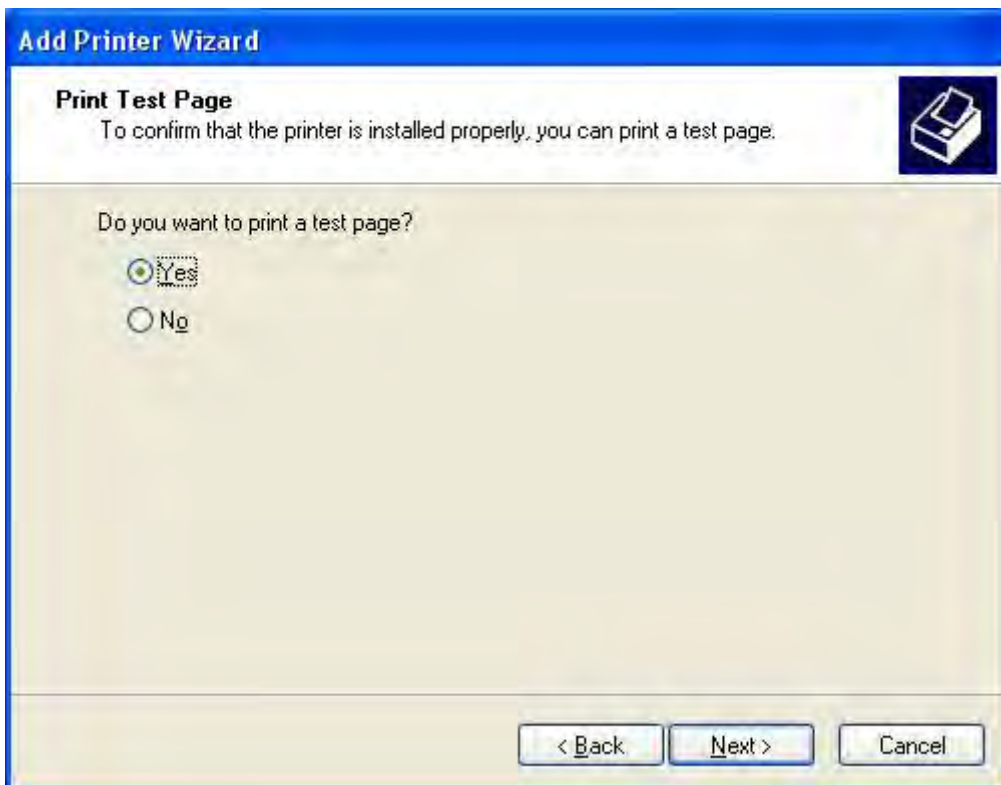 Add Printer Wizard
Print Test Page
To confirm that the printer is installed properly, you can print a test page.
Do you want to print a test page?
Yes
No
< Back Next > Cancel